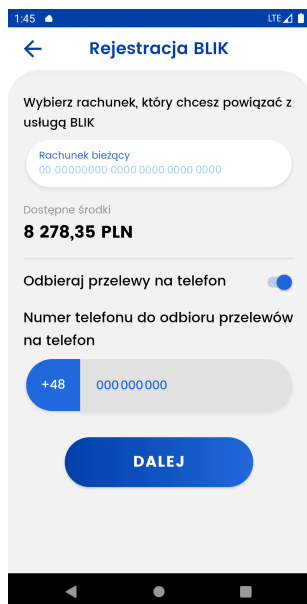 1:45 LTE
Rejestracja BLIK
Wybierz rachunek, który chcesz powiązać z
usługą BLIK
Rachunek bieżący
00 00000000 0000 0000 0000 0000
Dostępne środki
8 278,35 PLN
Odbieraj przelewy na telefon
Numer telefonu do odbioru przelewów
na telefon
+48 000 000 000
DALEJ